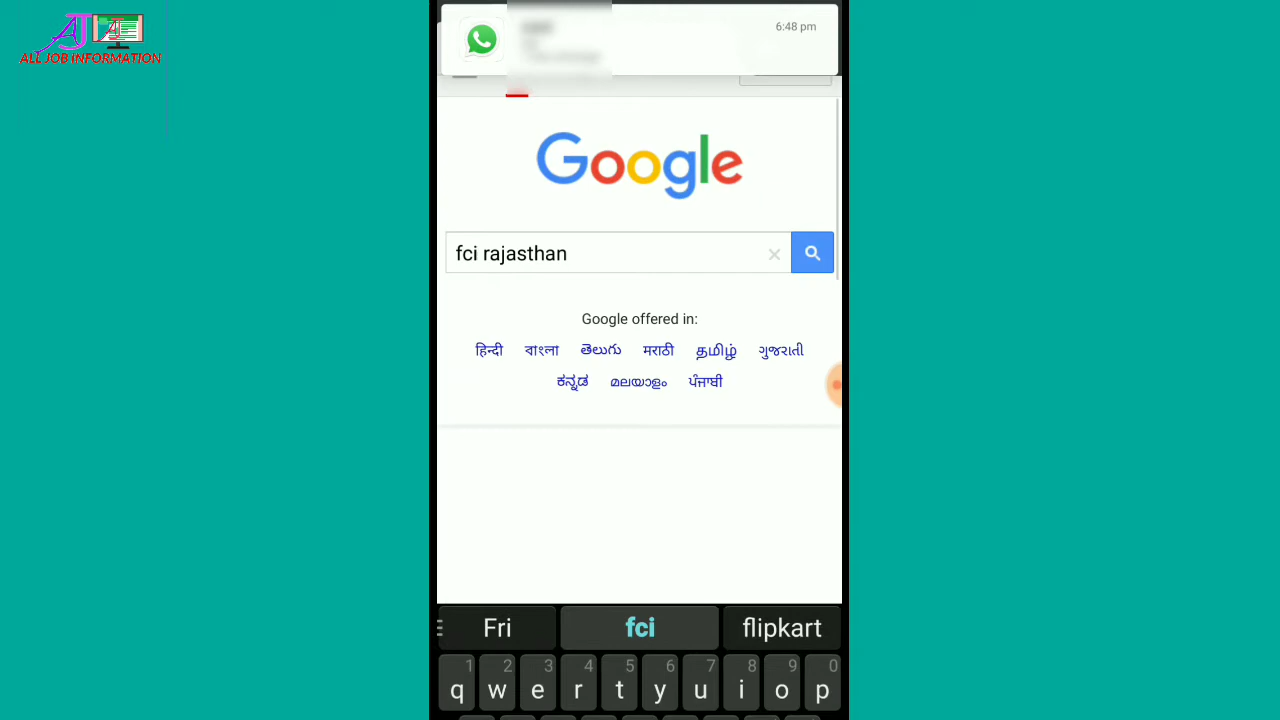 AJ
ALL JOB INFORMATION
6:48 pm
Google
fci rajasthan
Google offered in:
हिन्दी বাংলা తెలుగు मराठी தமிழ் ગુજરાતી
ಕನ್ನಡ മലയാളം ਪੰਜਾਬੀ
Fri fci flipkart
1 2 3 4 5 6 7 8 9 0
q w e r t y u i o p